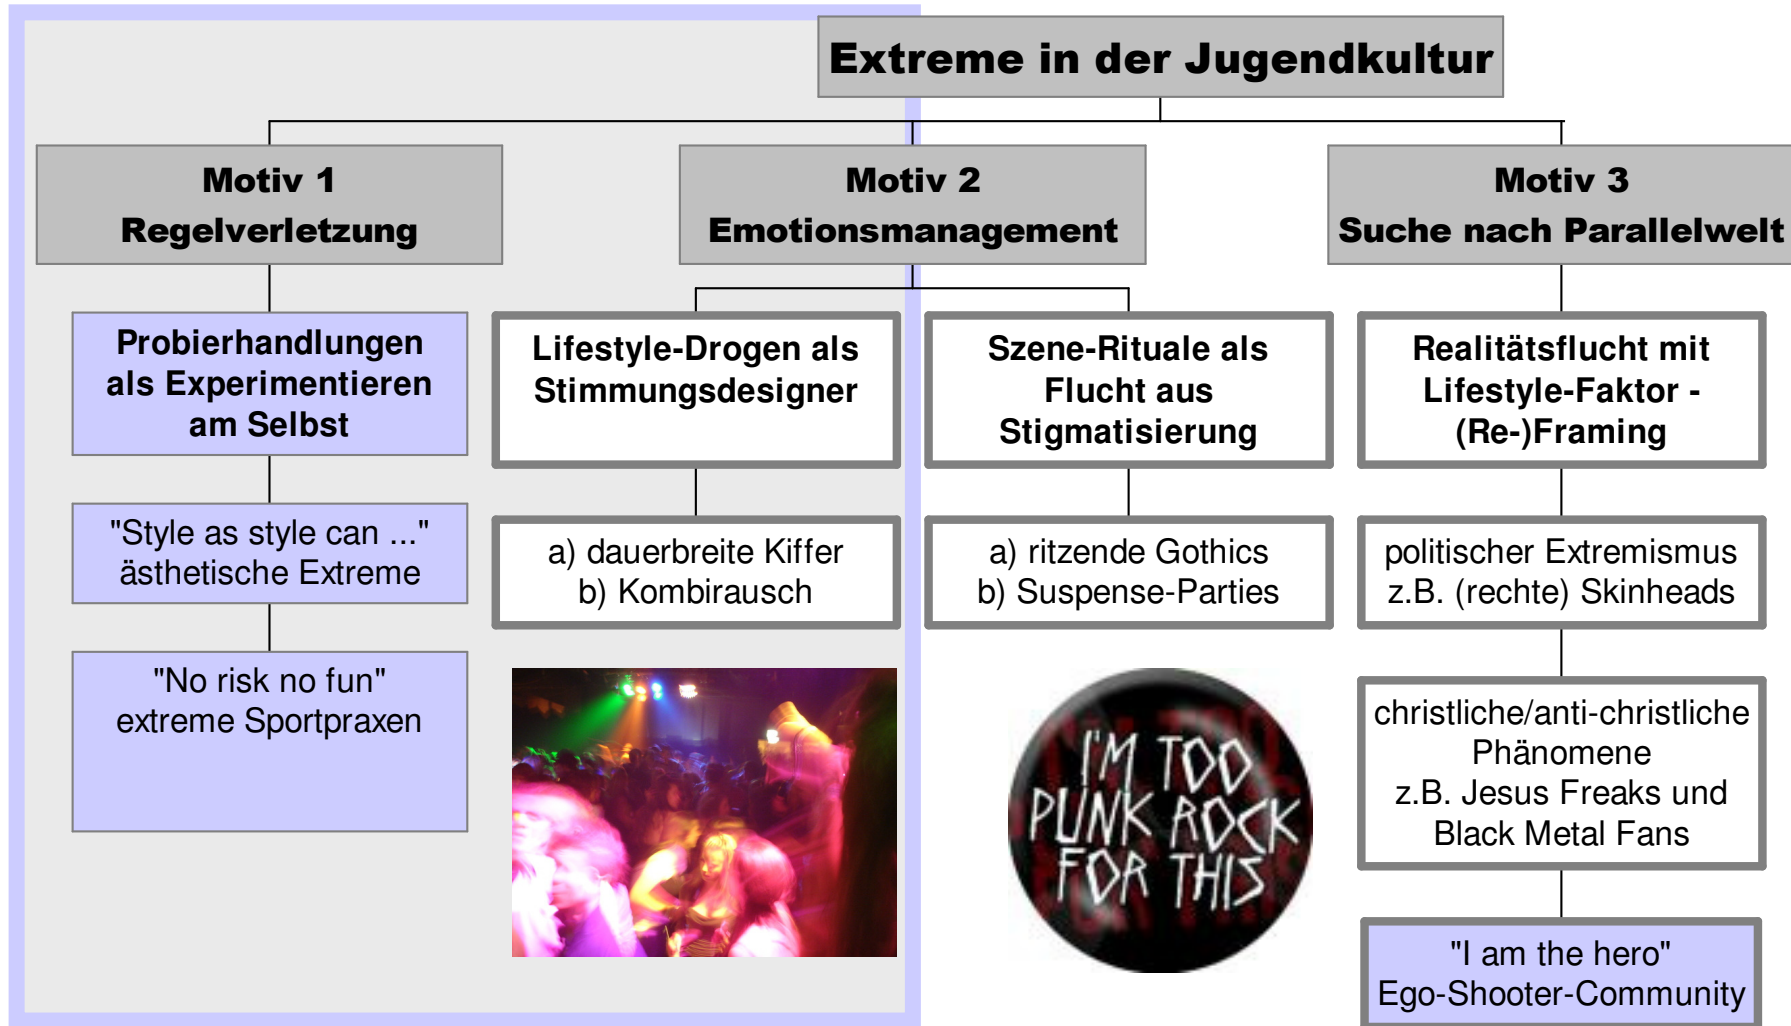 Extreme in der Jugendkultur
Motiv 1
Regelverletzung
Motiv 2
Emotionsmanagement
Motiv 3
Suche nach Parallelwelt
Probierhandlungen
als Experimentieren
am Selbst
Lifestyle-Drogen als
Stimmungsdesigner
Szene-Rituale als
Flucht aus
Stigmatisierung
Realitätsflucht mit
Lifestyle-Faktor -
(Re-)Framing
"Style as style can ..."
ästhetische Extreme
a) dauerbreite Kiffer
b) Kombirausch
a) ritzende Gothics
b) Suspense-Parties
politischer Extremismus
z.B. (rechte) Skinheads
"No risk no fun"
extreme Sportpraxen
I'M TOO
PUNK ROCK
FOR THIS
christliche/anti-christliche
Phänomene
z.B. Jesus Freaks und
Black Metal Fans
"I am the hero"
Ego-Shooter-Community